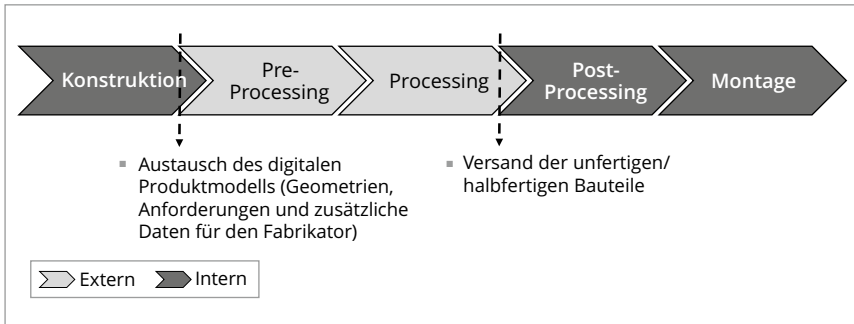 Konstruktion
Pre-
Processing
Processing
Post-
Processing
Montage
Austausch des digitalen
Produktmodells (Geometrien,
Anforderungen und zusätzliche
Daten für den Fabrikator)
Versand der unfertigen/
halbfertigen Bauteile
Extern
Intern